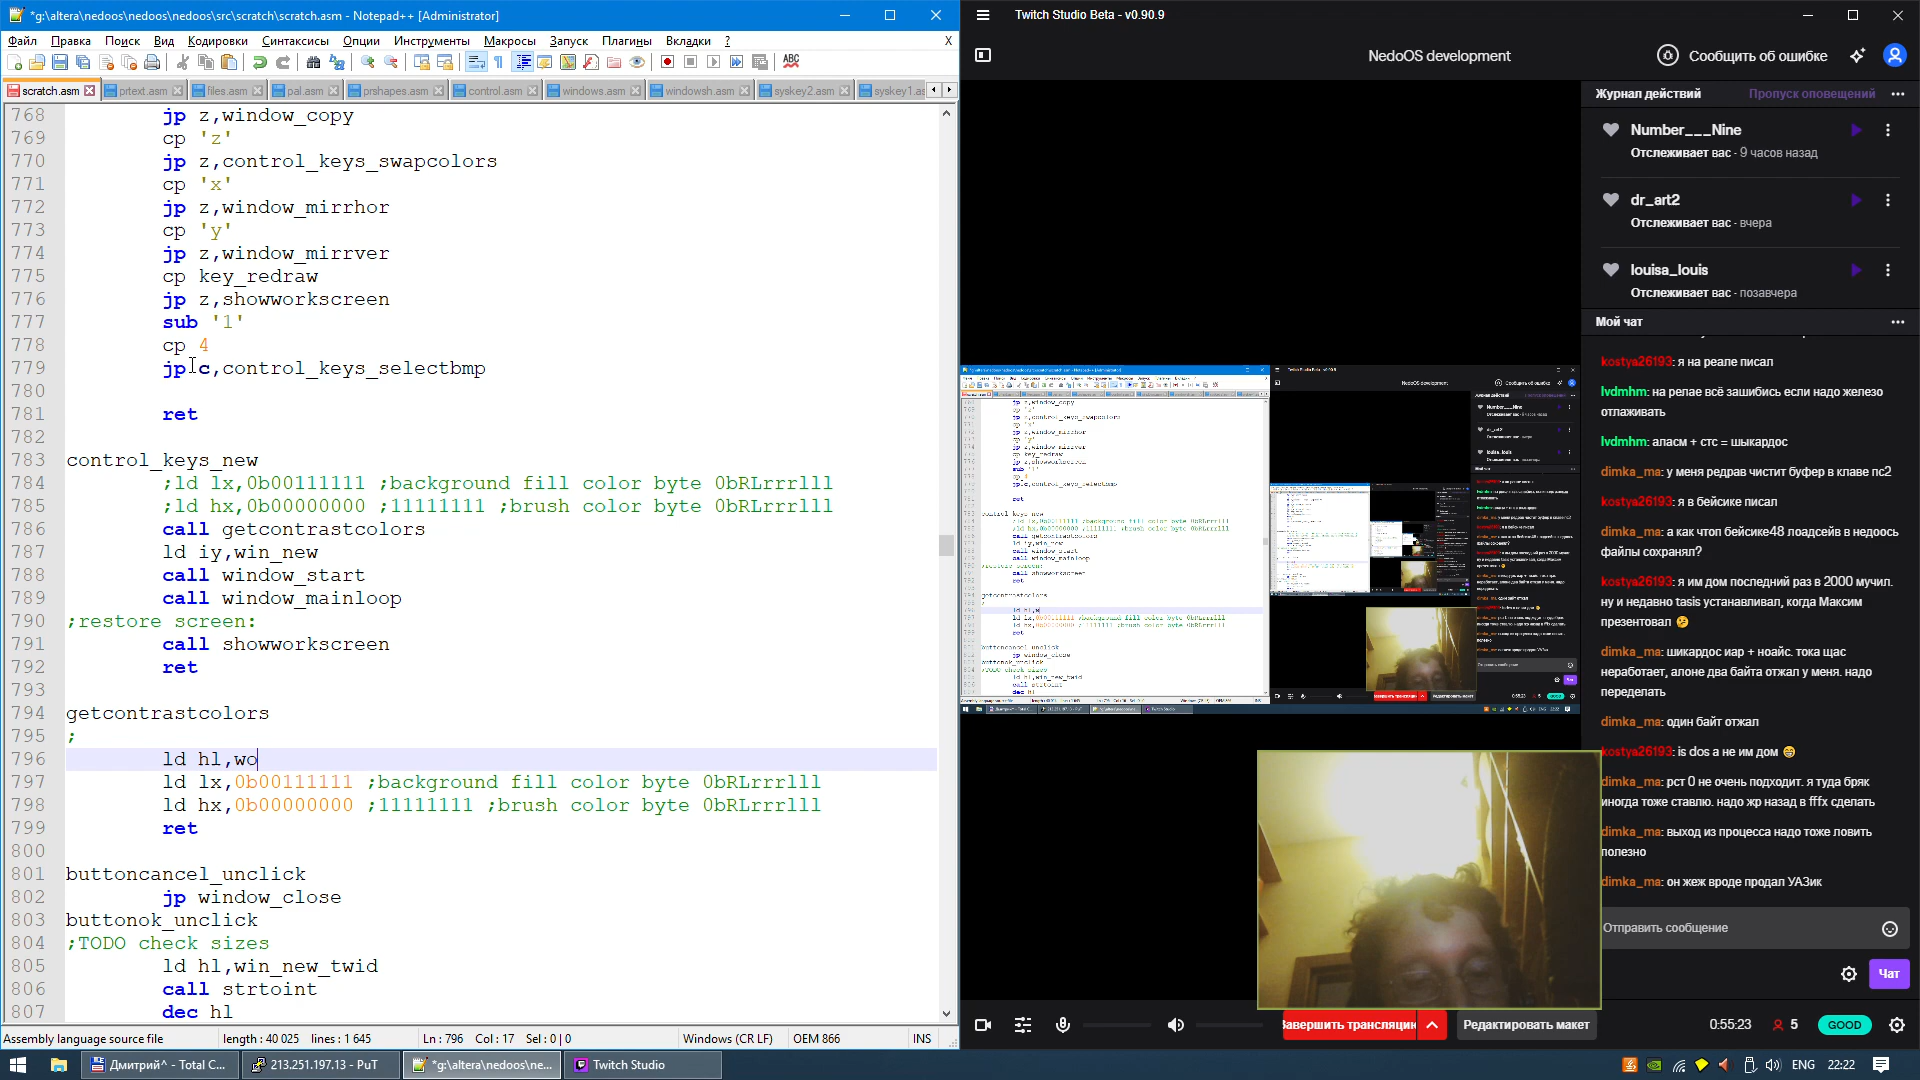 *g:\altera\nedoos\nedoos\nedoos\src\scratch\scratch.asm - Notepad++ [Administrator]
Файл Правка Поиск Вид Кодировки Синтаксисы Опции Инструменты Макросы Запуск Плагины Вкладки ? X
scratch.asm prtext.asm files.asm pal.asm prshapes.asm control.asm windows.asm windowsh.asm syskey2.asm syskey1.as
768 jp z,window_copy
769 cp 'z'
770 jp z,control_keys_swapcolors
771 cp 'x'
772 jp z,window_mirrhor
773 cp 'y'
774 jp z,window_mirrver
775 cp key_redraw
776 jp z,showworkscreen
777 sub '1'
778 cp 4
779 jp c,control_keys_selectbmp
780
781 ret
782
783 control_keys_new
784 ;ld lx,0b00111111 ;background fill color byte 0bRLrrrlll
785 ;ld hx,0b00000000 ;11111111 ;brush color byte 0bRLrrrlll
786 call getcontrastcolors
787 ld iy,win_new
788 call window_start
789 call window_mainloop
790 ;restore screen:
791 call showworkscreen
792 ret
793
794 getcontrastcolors
795 ;
796 ld hl,wo
797 ld lx,0b00111111 ;background fill color byte 0bRLrrrlll
798 ld hx,0b00000000 ;11111111 ;brush color byte 0bRLrrrlll
799 ret
800
801 buttoncancel_unclick
802 jp window_close
803 buttonok_unclick
804 ;TODO check sizes
805 ld hl,win_new_twid
806 call strtoint
807 dec hl
Assembly language source file length : 40 025 lines : 1 645 Ln : 796 Col : 17 Sel : 0 | 0 Windows (CR LF) OEM 866 INS
Twitch Studio Beta - v0.90.9
NedoOS development
Сообщить об ошибке
Журнал действий Пропуск оповещений
Number___Nine
Отслеживает вас · 9 часов назад
dr_art2
Отслеживает вас · вчера
louisa_louis
Отслеживает вас · позавчера
Мой чат
kostya26193: я на реале писал
lvdmhm: на репае всё зашибись если надо железо
отлаживать
lvdmhm: аласм + стс = шыкардос
dimka_ma: у меня редрав чистит буфер в клаве пс2
kostya26193: я в бейсике писал
dimka_ma: а как чтоп бейсике48 лоадсейв в недоось
файлы сохранял?
kostya26193: я им дом последний раз в 2000 мучил.
ну и недавно tasis устанавливал, когда Максим
презентовал
dimka_ma: шикардос иар + ноайс. тока щас
неработает, алоне два байта отжал у меня. надо
переделать
dimka_ma: один байт отжал
kostya26193: is dos а не им дом
dimka_ma: рст 0 не очень подходит. я туда бряк
иногда тоже ставлю. надо жр назад в fffx сделать
dimka_ma: выход из процесса надо тоже ловить
полезно
dimka_ma: он жеж вроде продал УАЗик
Отправить сообщение
Чат
Завершить трансляцию Редактировать макет 0:55:23 5 GOOD
Дмитрий^ - Total C... 213.251.197.13 - PuT *g:\altera\nedoos\ne... Twitch Studio ENG 22:22